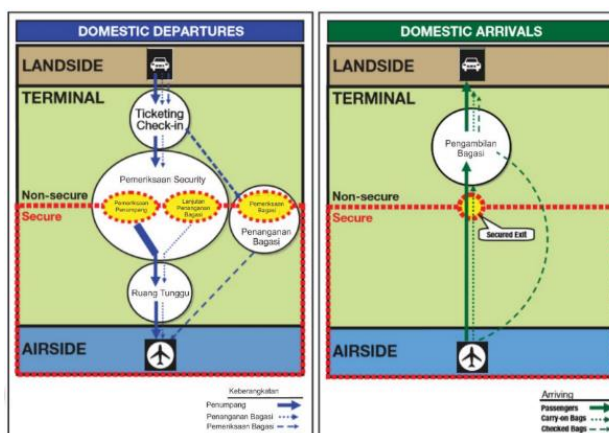 DOMESTIC DEPARTURES
LANDSIDE
TERMINAL
Ticketing
Check-in
Pemeriksaan Security
Pemeriksaan
Penumpang
Lanjutan
Penanganan
Bagasi
Pemeriksaan
Bagasi
Non-secure
Secure
Penanganan
Bagasi
Ruang Tunggu
AIRSIDE
Keberangkatan
Penumpang
Penanganan Bagasi
Pemeriksaan Bagasi
DOMESTIC ARRIVALS
LANDSIDE
TERMINAL
Pengambilan
Bagasi
Non-secure
Secure
Secured Exit
AIRSIDE
Arriving
Passengers
Carry-on Bags
Checked Bags